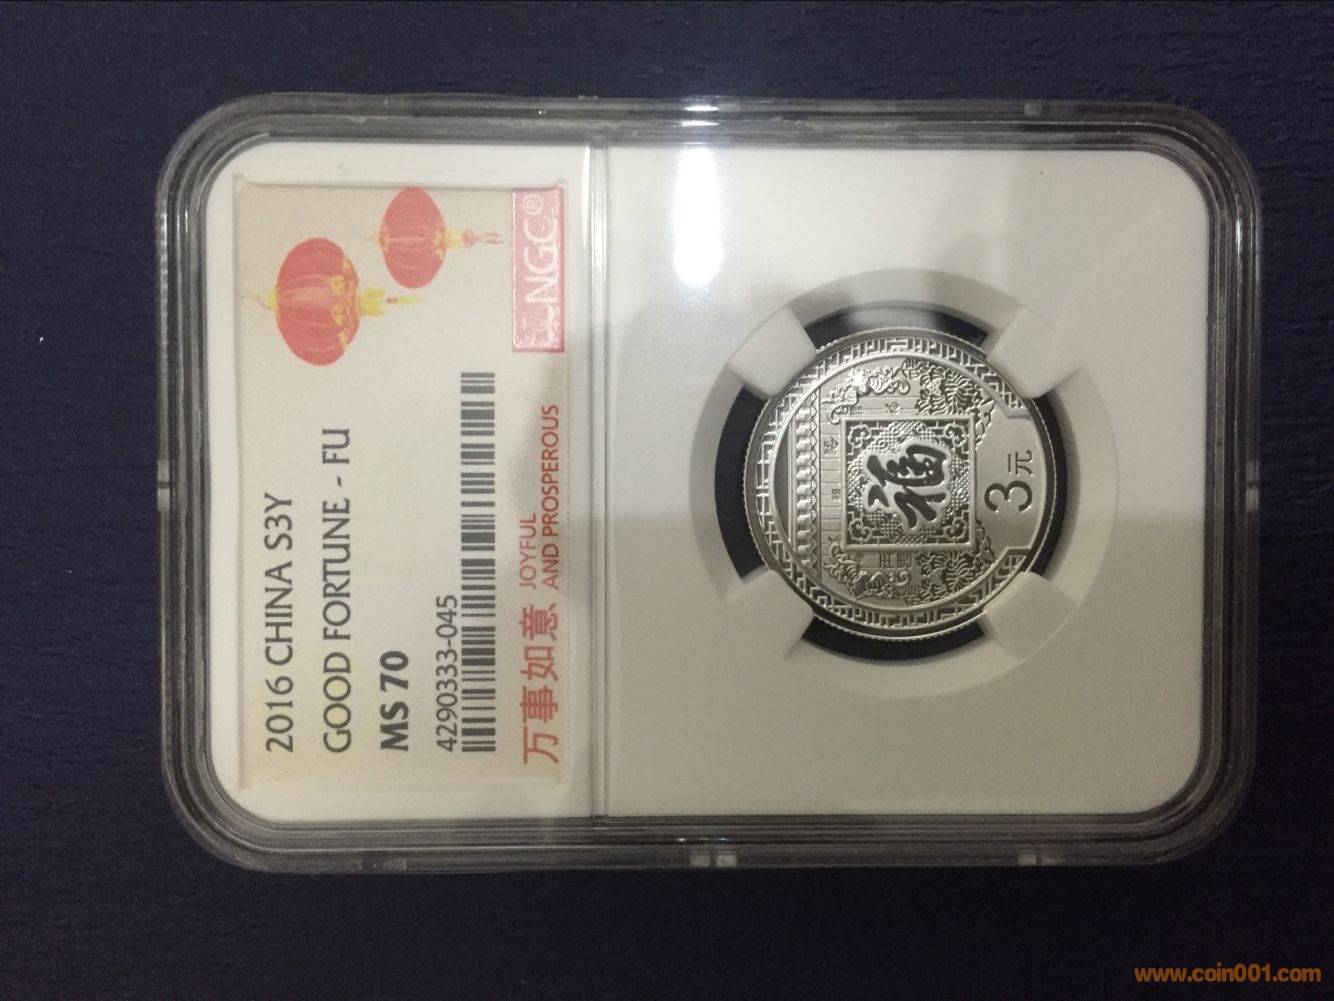 2016 CHINA S3Y
GOOD FORTUNE - FU
MS 70
4290333-045
万事如意 JOYFUL
AND PROSPEROUS
NGC®
福
3元
www.coin001.com